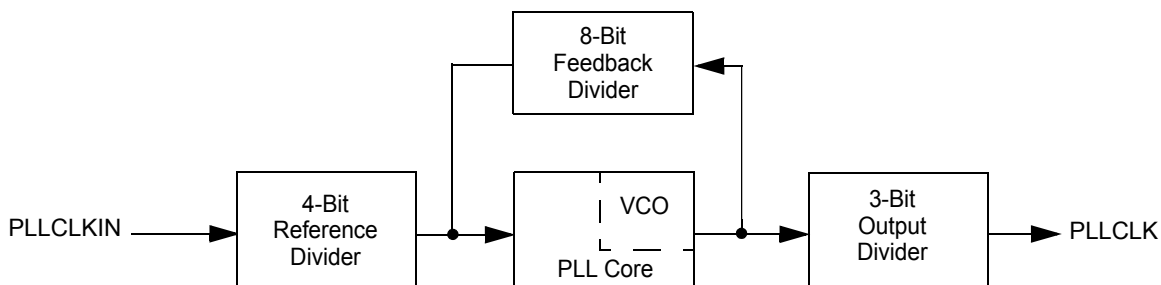 8-Bit
Feedback
Divider
PLLCLKIN
4-Bit
Reference
Divider
VCO
PLL Core
3-Bit
Output
Divider
PLLCLK